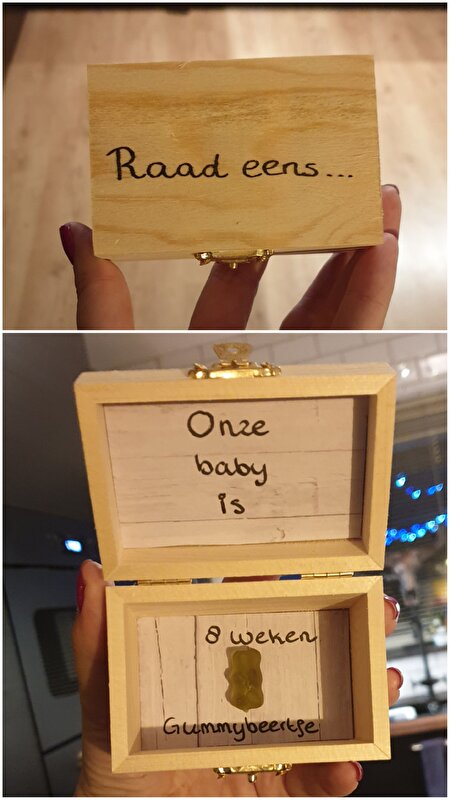 Raad eens...
Onze
baby
is
8 weken
Gummybeertje